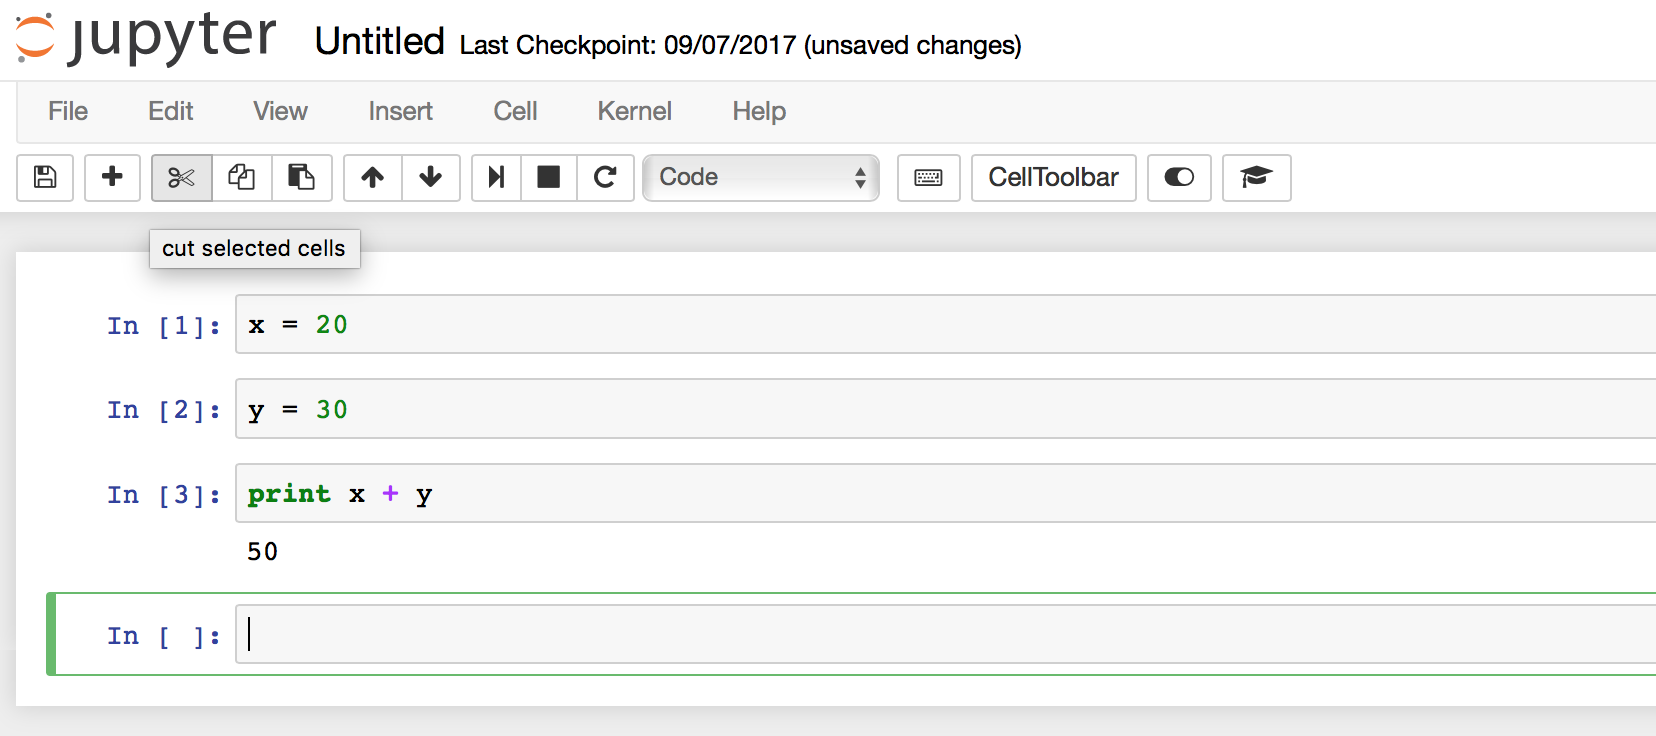 jupyter Untitled Last Checkpoint: 09/07/2017 (unsaved changes)
File Edit View Insert Cell Kernel Help
Code CellToolbar
cut selected cells
In [1]: x = 20
In [2]: y = 30
In [3]: print x + y
50
In [ ]: